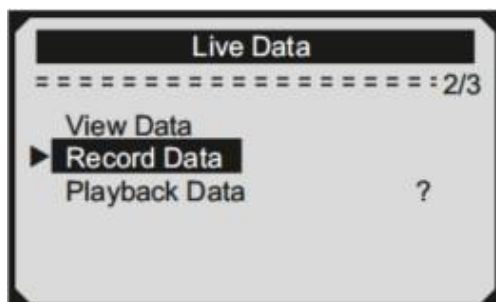 Live Data
= = = = = = = = = = = = = = = = = = = : 2/3
View Data
Record Data
Playback Data ?